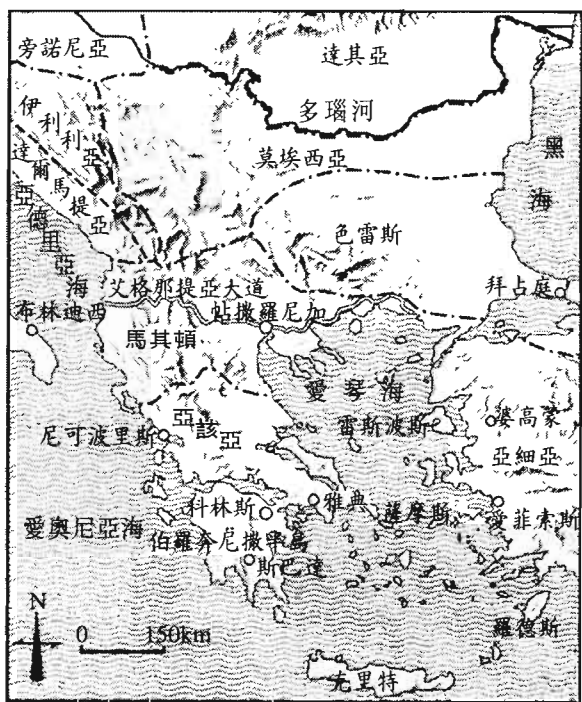 旁諾尼亞
達其亞
多瑙河
伊利利亞
達爾馬提亞
莫埃西亞
黑海
亞德里亞海
色雷斯
艾格那提亞大道
拜占庭
布林迪西
帖撒羅尼加
馬其頓
愛琴海
亞該亞
雷斯波斯
婆高蒙
尼可波里斯
亞細亞
科林斯
雅典
薩摩斯
愛菲索斯
愛奧尼亞海
伯羅奔尼撒半島
斯巴達
N
0 150km
羅德斯
克里特